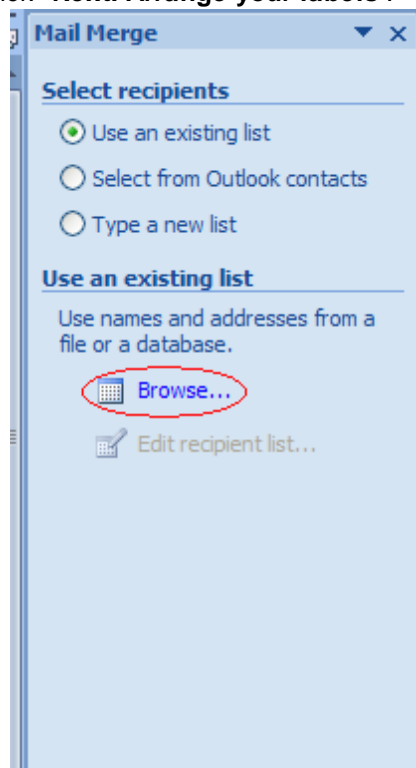 Mail Merge
Select recipients
Use an existing list
Select from Outlook contacts
Type a new list
Use an existing list
Use names and addresses from a
file or a database.
Browse...
Edit recipient list...